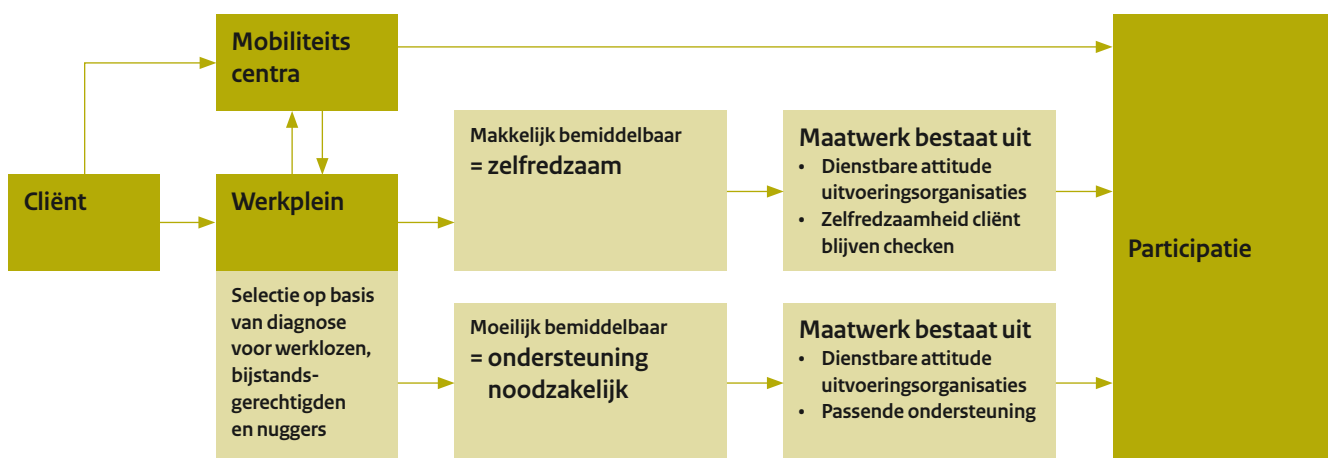 Mobiliteits
centra
Cliënt
Werkplein
Selectie op basis
van diagnose
voor werklozen,
bijstands-
gerechtigden
en nuggers
Makkelijk bemiddelbaar
= zelfredzaam
Maatwerk bestaat uit
• Dienstbare attitude
uitvoeringsorganisaties
• Zelfredzaamheid cliënt
blijven checken
Moeilijk bemiddelbaar
= ondersteuning
noodzakelijk
Maatwerk bestaat uit
• Dienstbare attitude
uitvoeringsorganisaties
• Passende ondersteuning
Participatie